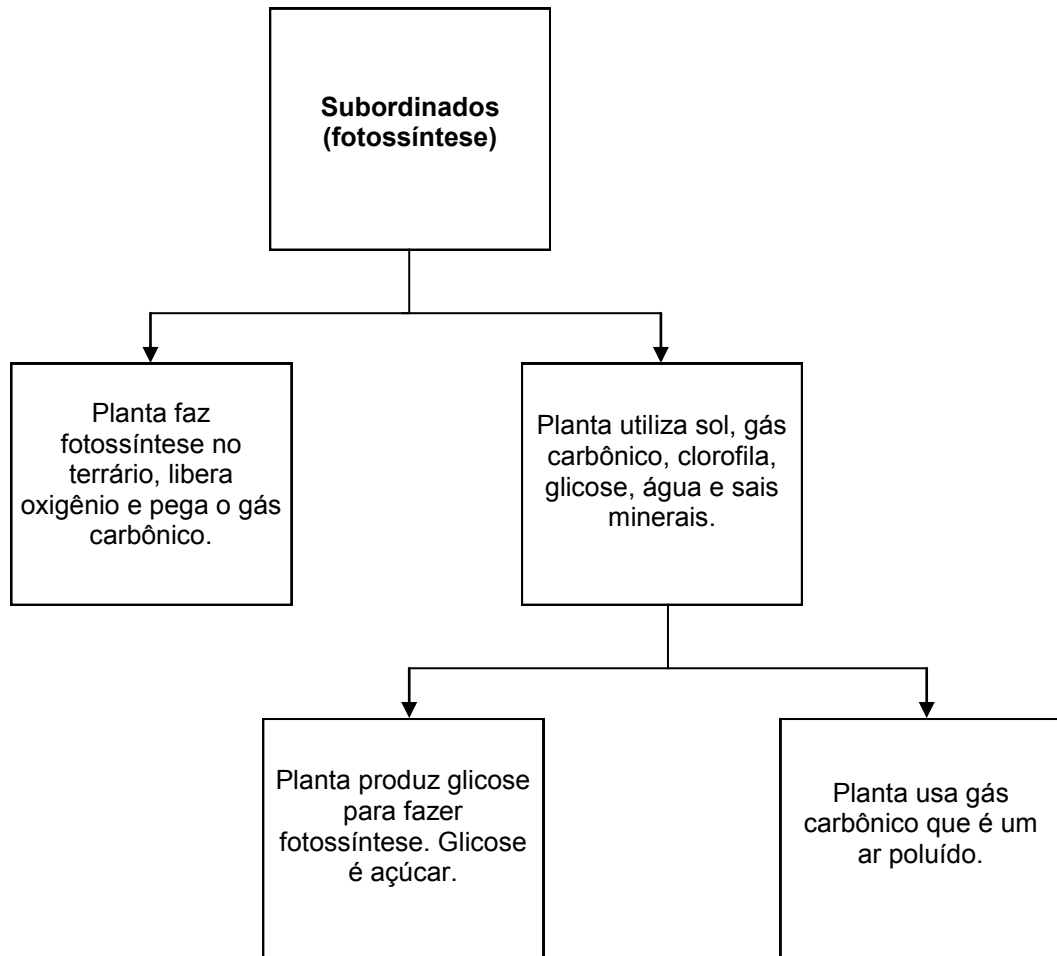 Subordinados
(fotossíntese)
Planta faz
fotossíntese no
terrário, libera
oxigênio e pega o gás
carbônico.
Planta utiliza sol, gás
carbônico, clorofila,
glicose, água e sais
minerais.
Planta produz glicose
para fazer
fotossíntese. Glicose
é açúcar.
Planta usa gás
carbônico que é um
ar poluído.